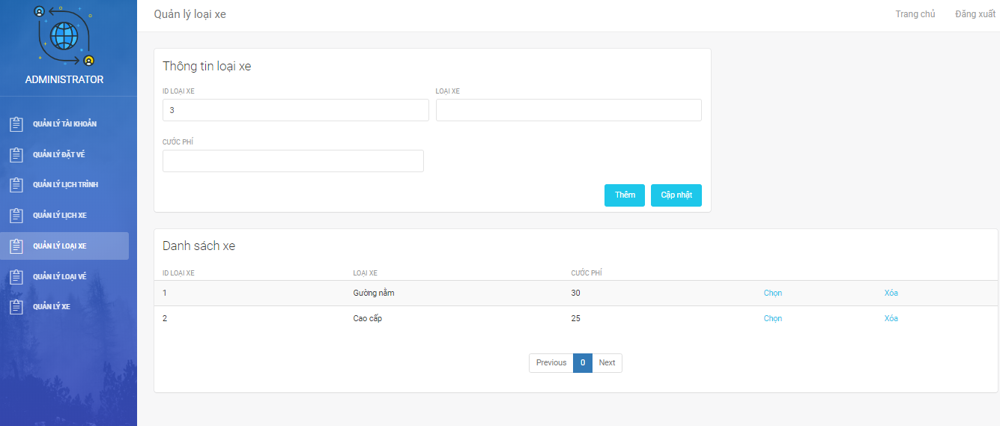 ADMINISTRATOR
QUẢN LÝ TÀI KHOẢN
QUẢN LÝ ĐẶT VÉ
QUẢN LÝ LỊCH TRÌNH
QUẢN LÝ LỊCH XE
QUẢN LÝ LOẠI XE
QUẢN LÝ LOẠI VÉ
QUẢN LÝ XE
Quản lý loại xe
Trang chủ Đăng xuất
Thông tin loại xe
ID LOẠI XE LOẠI XE
3
CƯỚC PHÍ
Thêm Cập nhật
Danh sách xe
ID LOẠI XE LOẠI XE CƯỚC PHÍ
1 Gường nằm 30 Chọn Xóa
2 Cao cấp 25 Chọn Xóa
Previous 0 Next